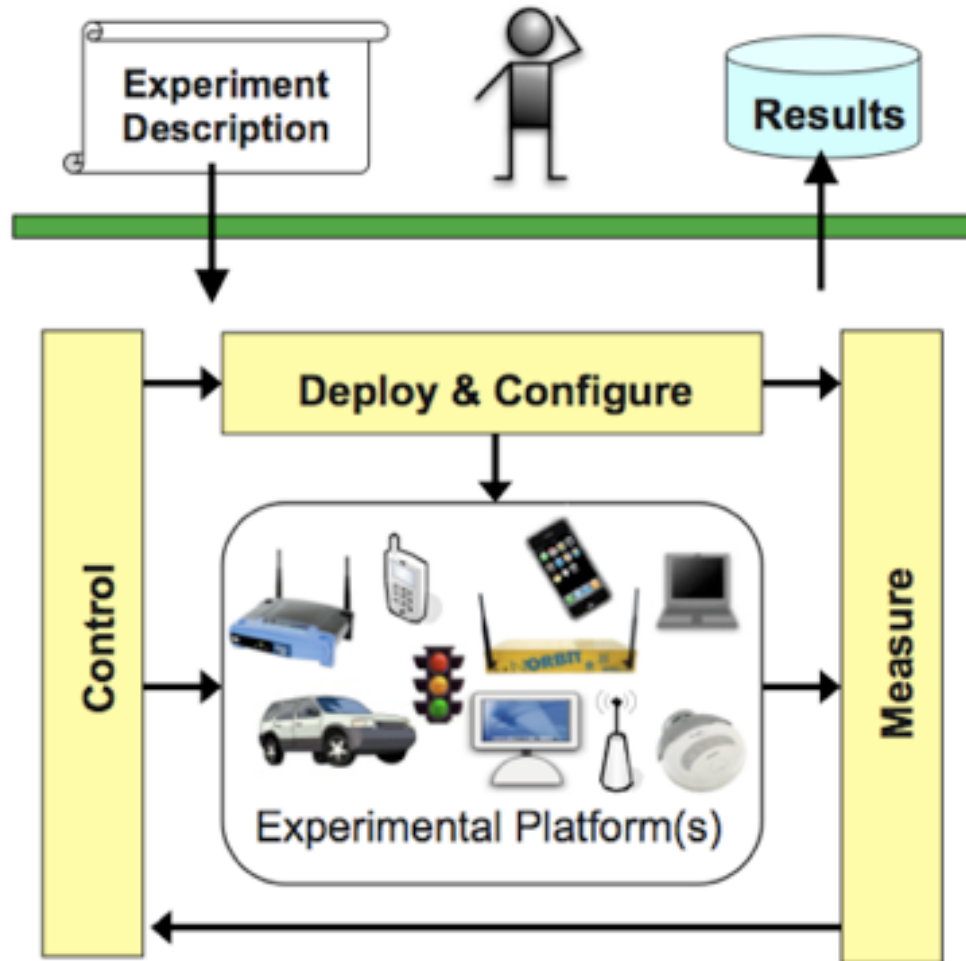 Experiment
Description
Results
Deploy & Configure
Control
ORBIT
Measure
Experimental Platform(s)